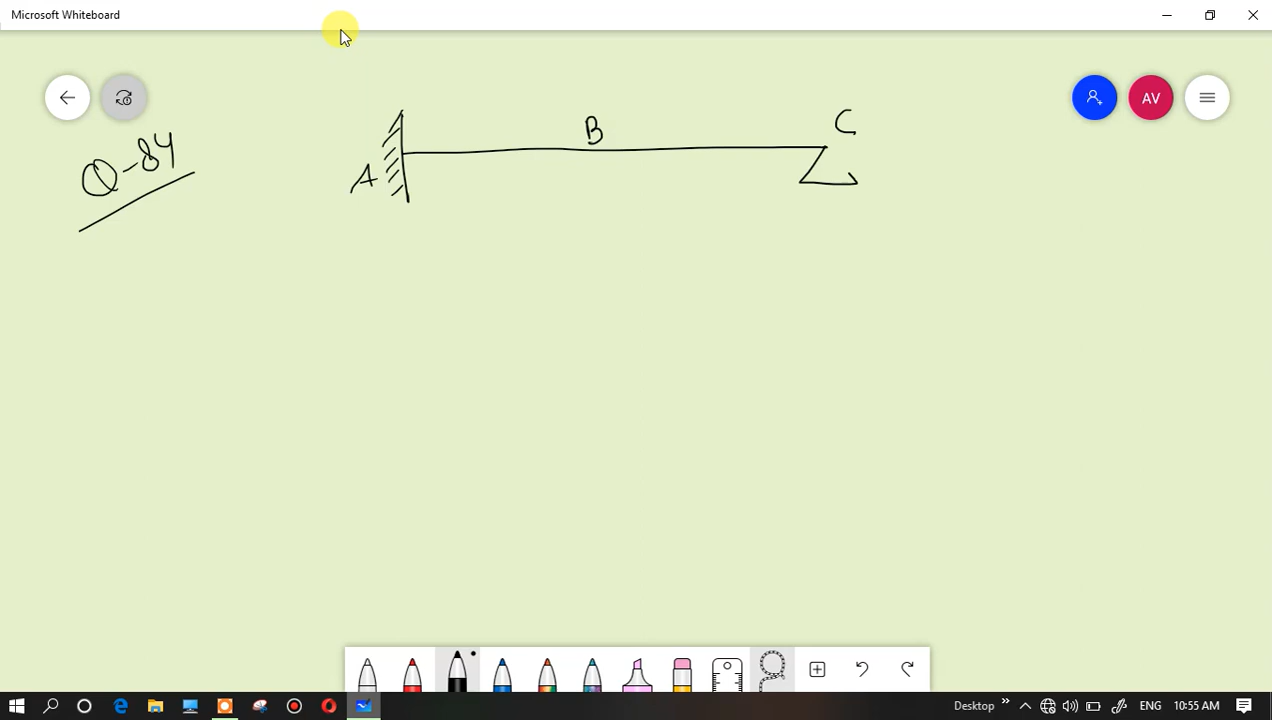 Microsoft Whiteboard
AV
Q-84
A
B
C
Desktop
ENG
10:55 AM